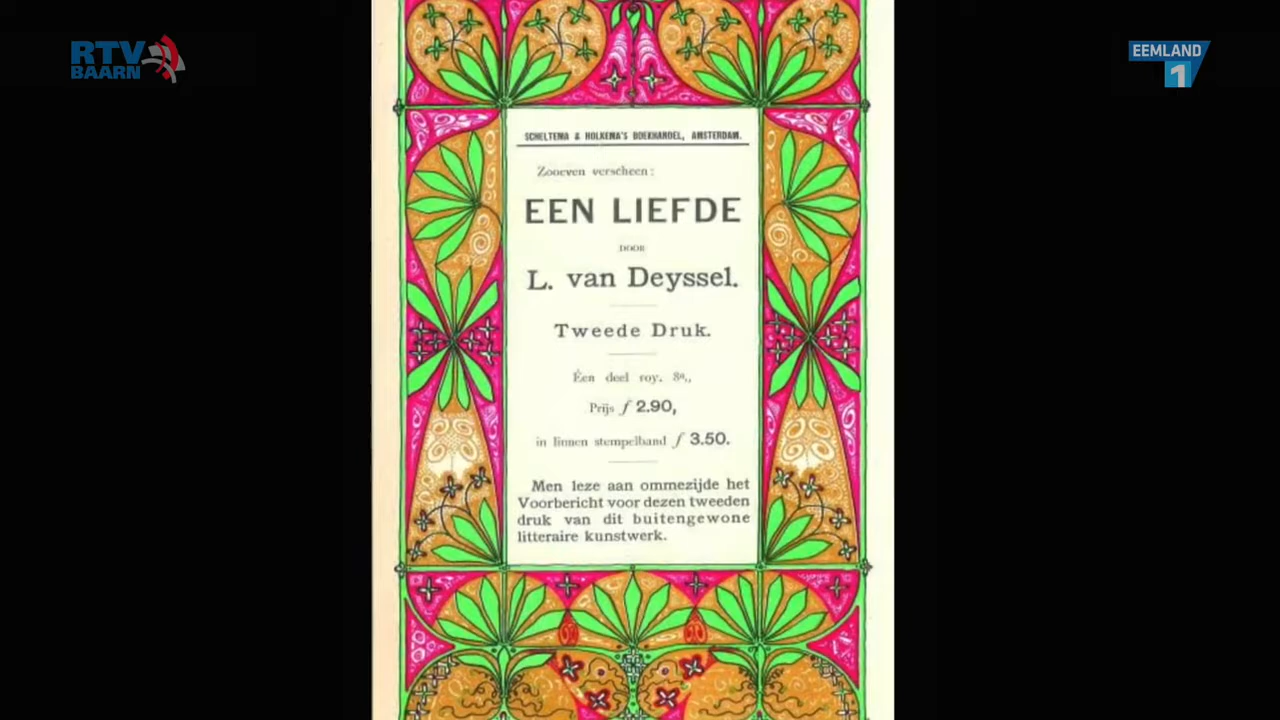 RTV
BAARN
EEMLAND
1
SCHELTEMA & HOLKEMA'S BOEKHANDEL, AMSTERDAM.
Zooeven verscheen:
EEN LIEFDE
DOOR
L. van Deyssel.
Tweede Druk.
Één deel roy. 8o.,
Prijs f 2.90,
in linnen stempelband f 3.50.
Men leze aan ommezijde het
Voorbericht voor dezen tweeden
druk van dit buitengewone
litteraire kunstwerk.